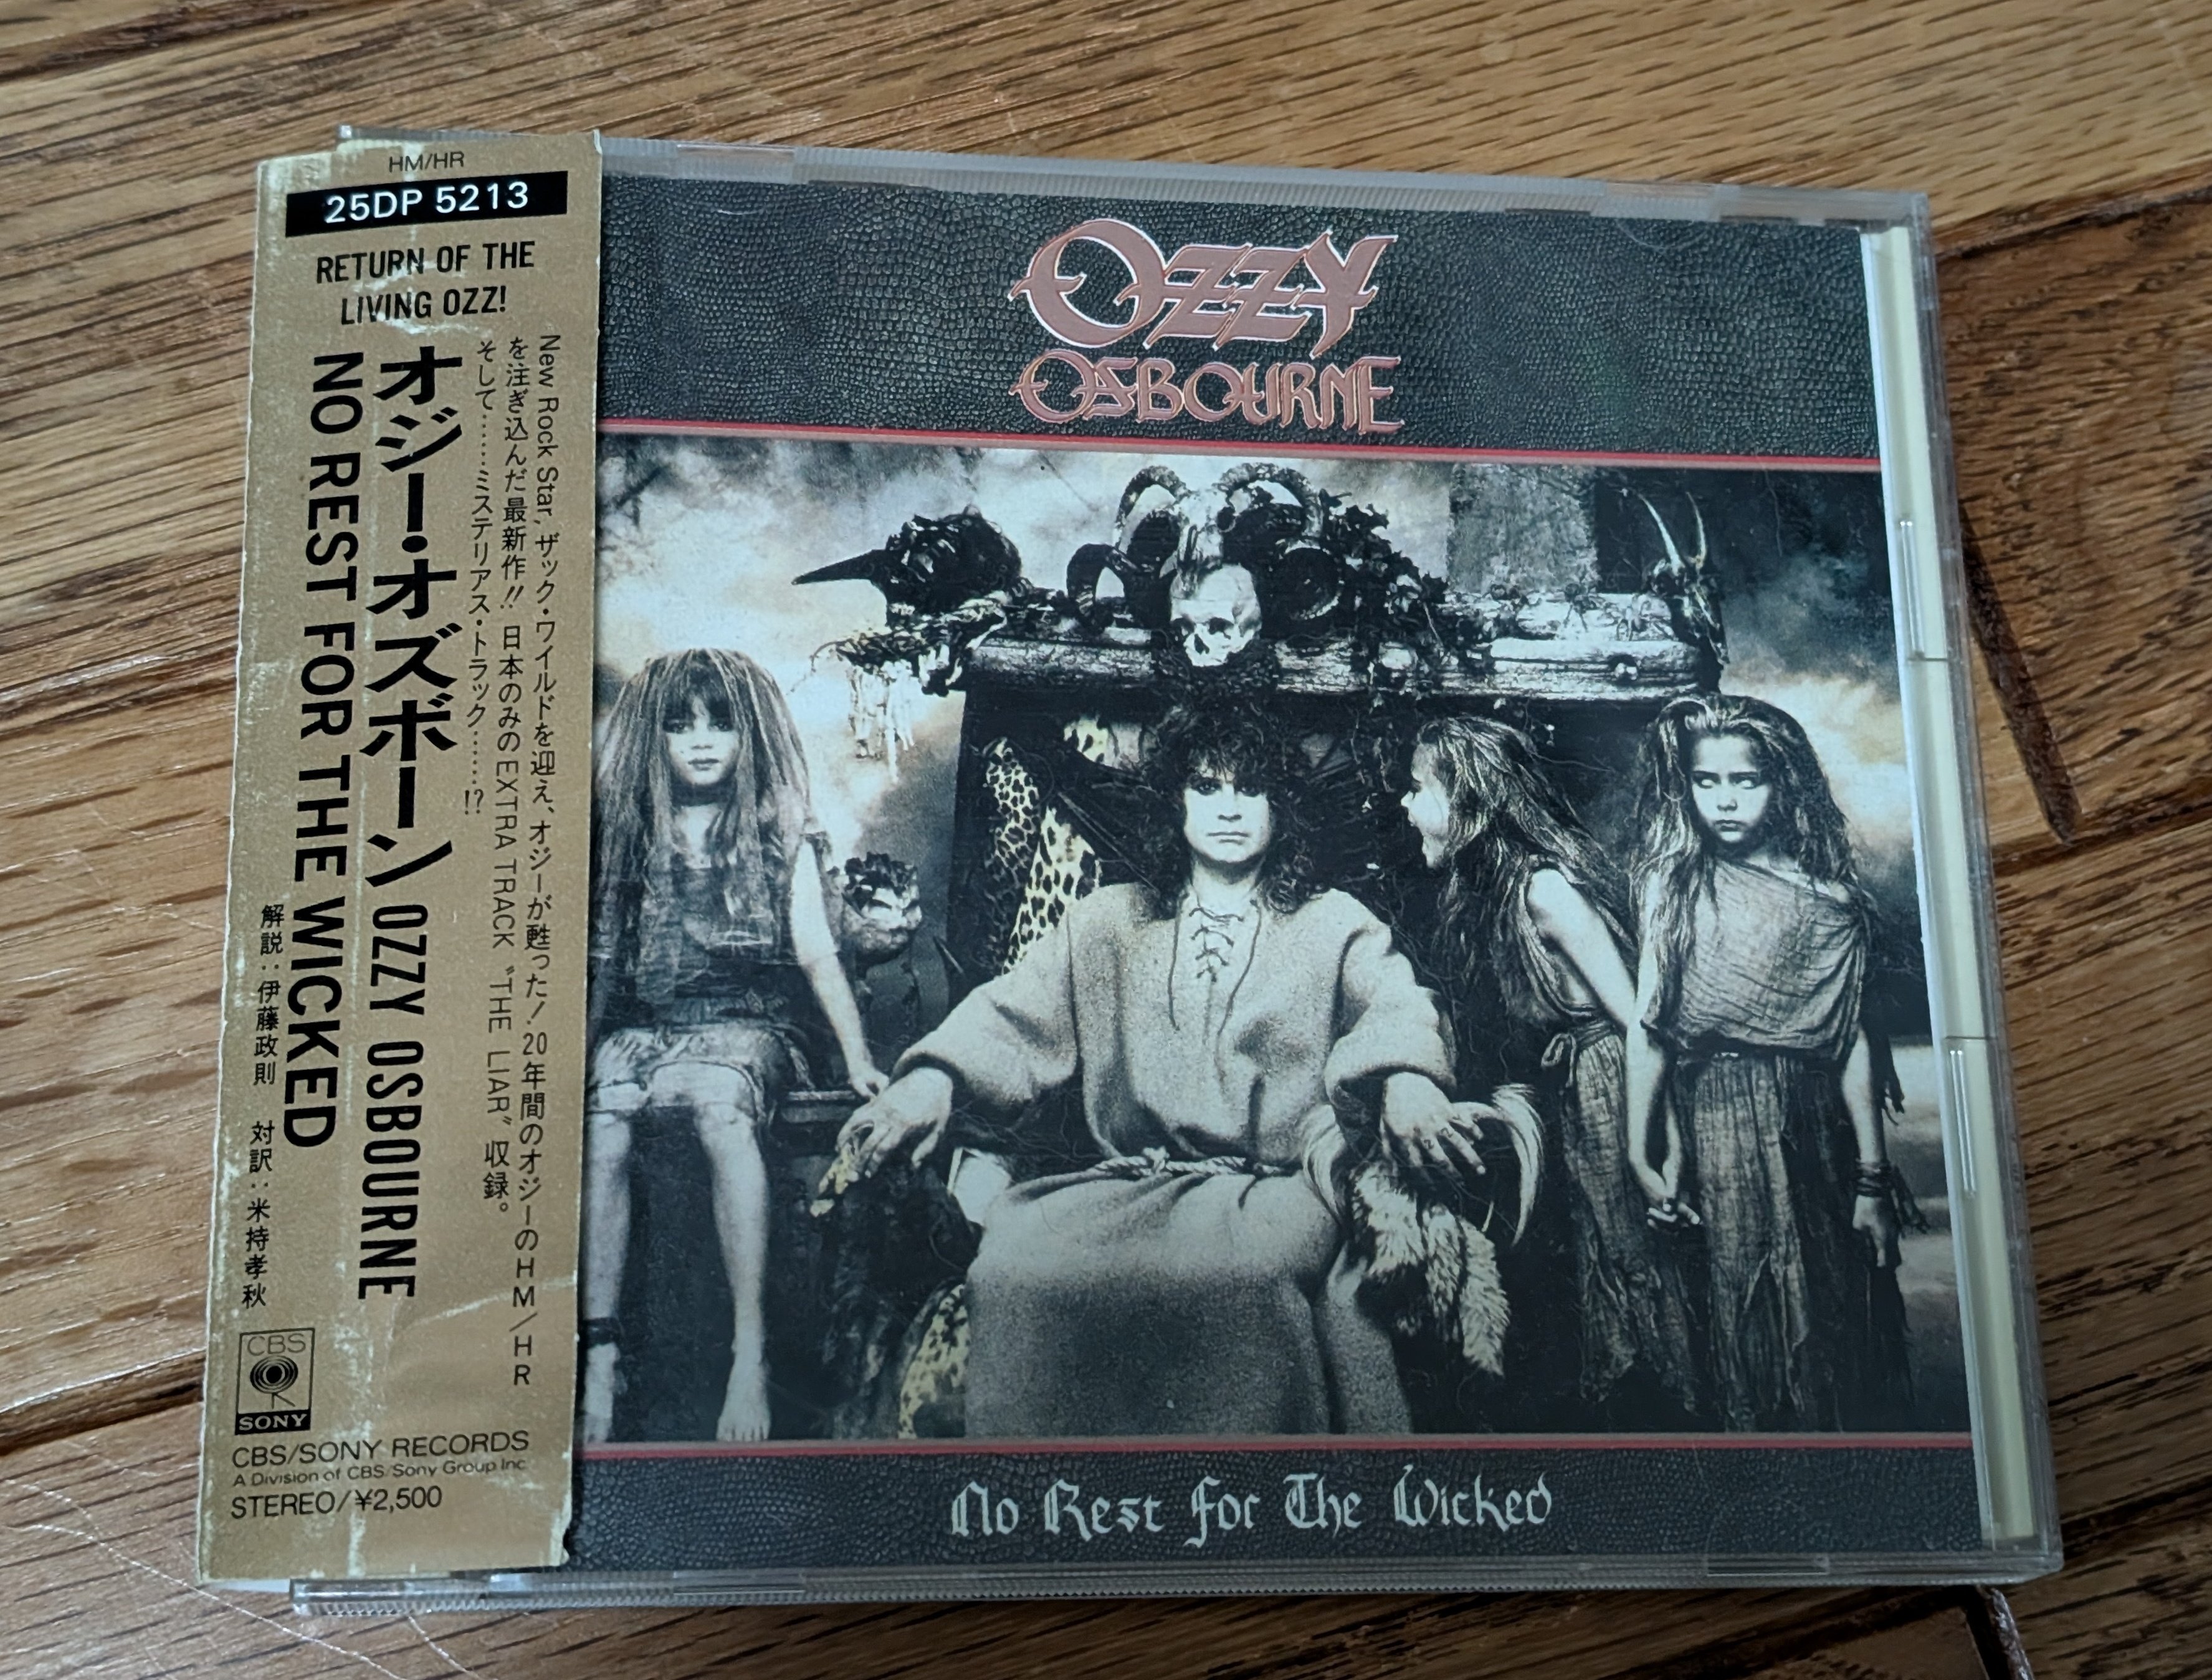 HM/HR
25DP 5213
RETURN OF THE
LIVING OZZ!
New Rock Star, ザック・ワイルドを迎え、オジーが甦った!20年間のオジーのHM/HR
を注ぎ込んだ最新作!!日本のみのEXTRA TRACK〝THE LIAR〟収録。
そして……ミステリアス・トラック……!?
オジー・オズボーン OZZY OSBOURNE
NO REST FOR THE WICKED
解説:伊藤政則 対訳:米持孝秋
CBS
SONY
CBS/SONY RECORDS
A Division of CBS/Sony Group Inc.
STEREO/¥2,500
OZZY
OSBOURNE
No Rest for The Wicked